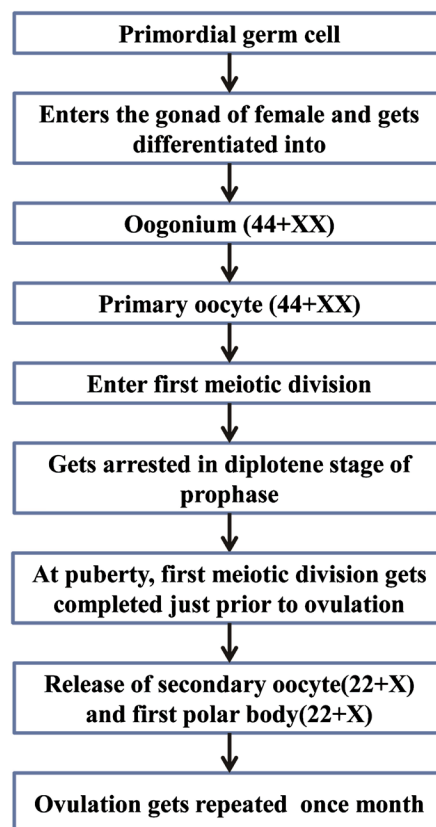 Primordial germ cell
Enters the gonad of female and gets
differentiated into
Oogonium (44+XX)
Primary oocyte (44+XX)
Enter first meiotic division
Gets arrested in diplotene stage of
prophase
At puberty, first meiotic division gets
completed just prior to ovulation
Release of secondary oocyte(22+X)
and first polar body(22+X)
Ovulation gets repeated once month